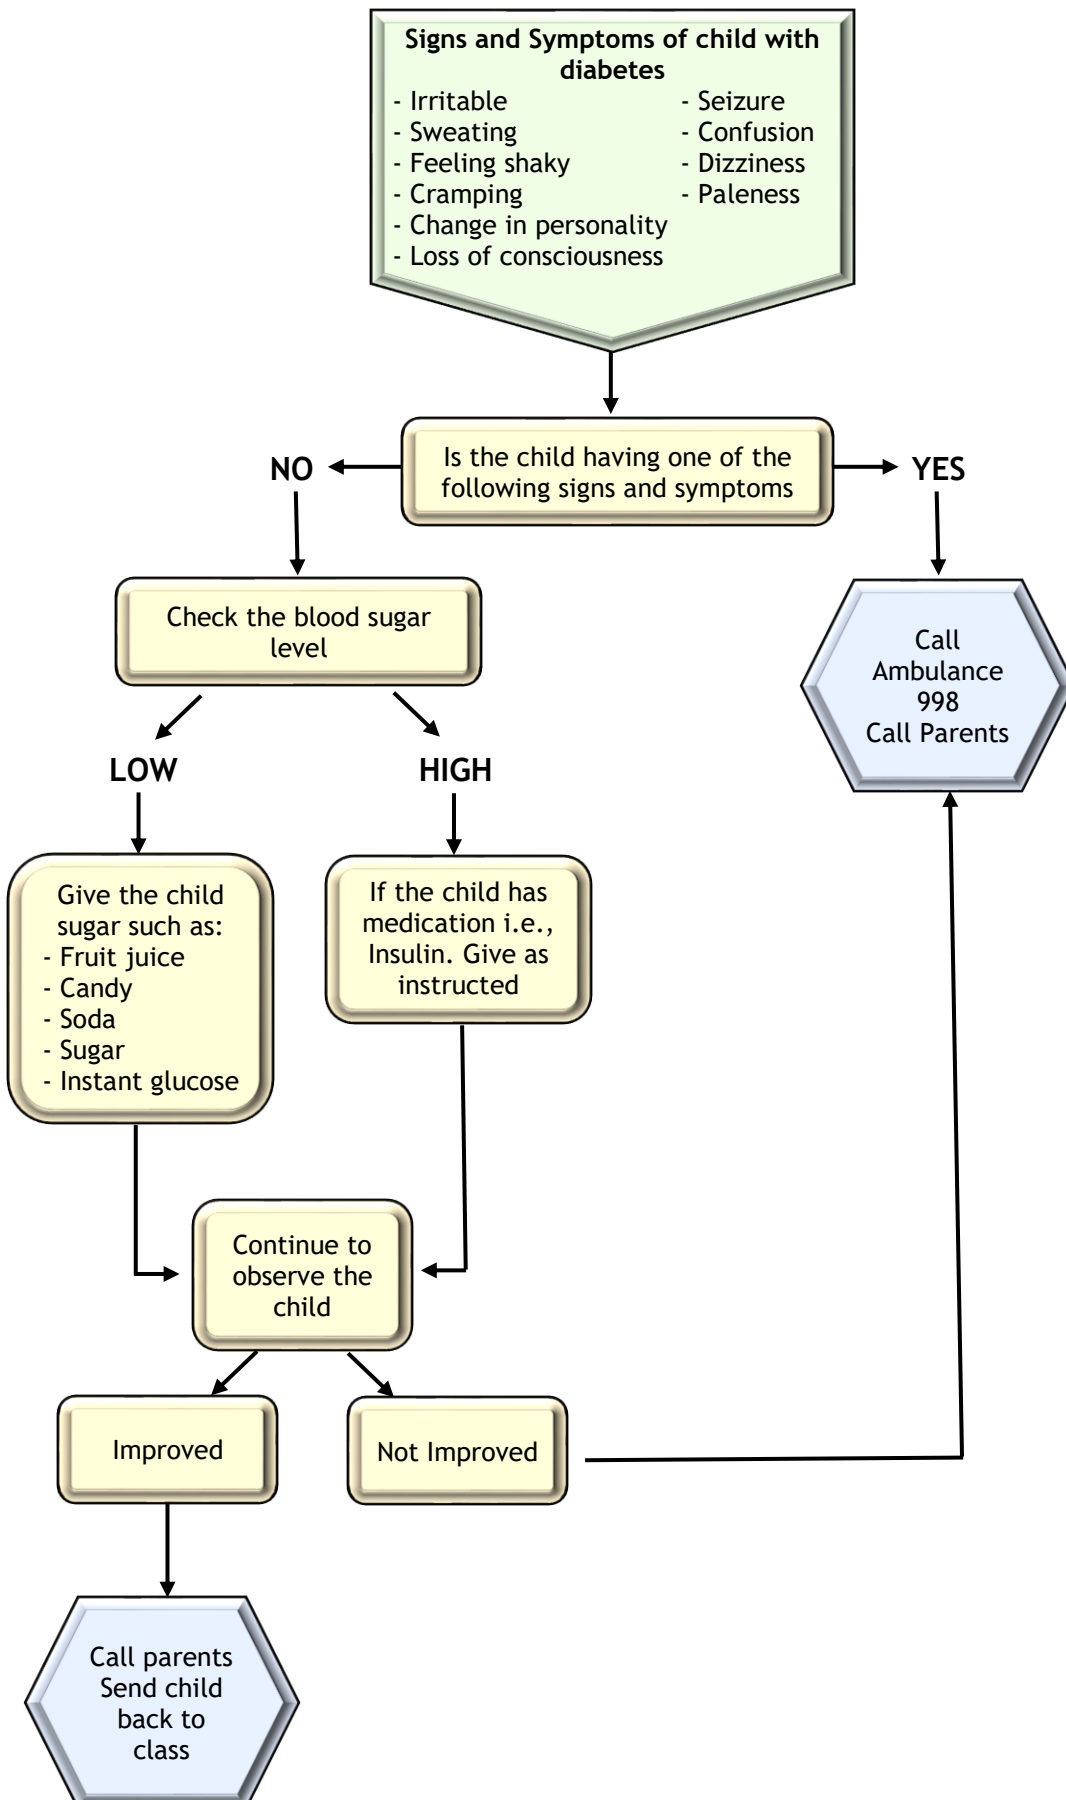 Signs and Symptoms of child with
diabetes
- Irritable
- Sweating
- Feeling shaky
- Cramping
- Change in personality
- Loss of consciousness
- Seizure
- Confusion
- Dizziness
- Paleness
Is the child having one of the
following signs and symptoms
NO
YES
Check the blood sugar
level
Call
Ambulance
998
Call Parents
LOW
HIGH
Give the child
sugar such as:
- Fruit juice
- Candy
- Soda
- Sugar
- Instant glucose
If the child has
medication i.e.,
Insulin. Give as
instructed
Continue to
observe the
child
Improved
Not Improved
Call parents
Send child
back to
class